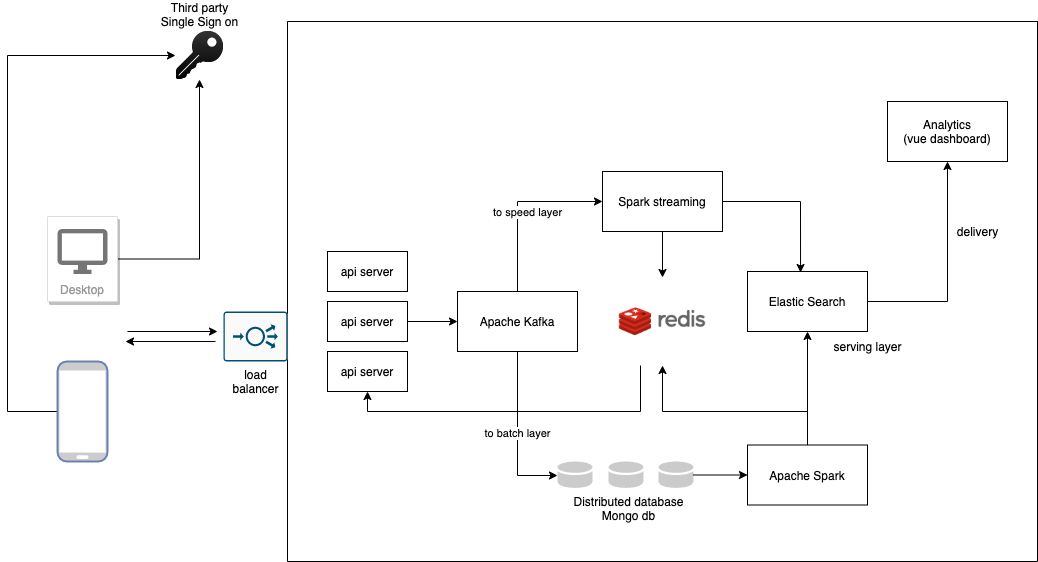 Third party
Single Sign on
Analytics
(vue dashboard)
Spark streaming
to speed layer
delivery
Desktop
api server
api server
api server
Apache Kafka
redis
Elastic Search
serving layer
load
balancer
to batch layer
Apache Spark
Distributed database
Mongo db